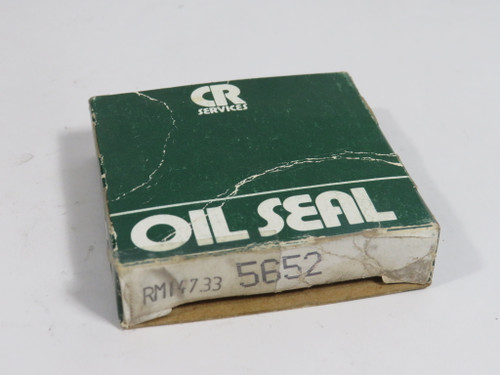 CR
SERVICES
OIL SEAL
RM14733 5652